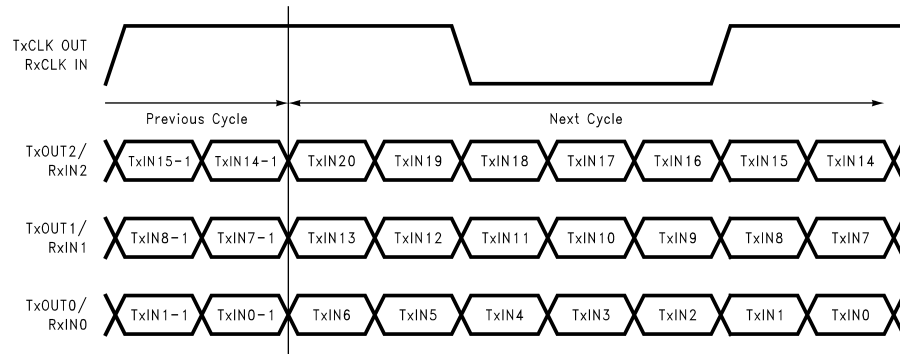 TxCLK OUT
RxCLK IN
Previous Cycle
Next Cycle
TxOUT2/
RxIN2
TxIN15-1 TxIN14-1 TxIN20 TxIN19 TxIN18 TxIN17 TxIN16 TxIN15 TxIN14
TxOUT1/
RxIN1
TxIN8-1 TxIN7-1 TxIN13 TxIN12 TxIN11 TxIN10 TxIN9 TxIN8 TxIN7
TxOUT0/
RxIN0
TxIN1-1 TxIN0-1 TxIN6 TxIN5 TxIN4 TxIN3 TxIN2 TxIN1 TxIN0